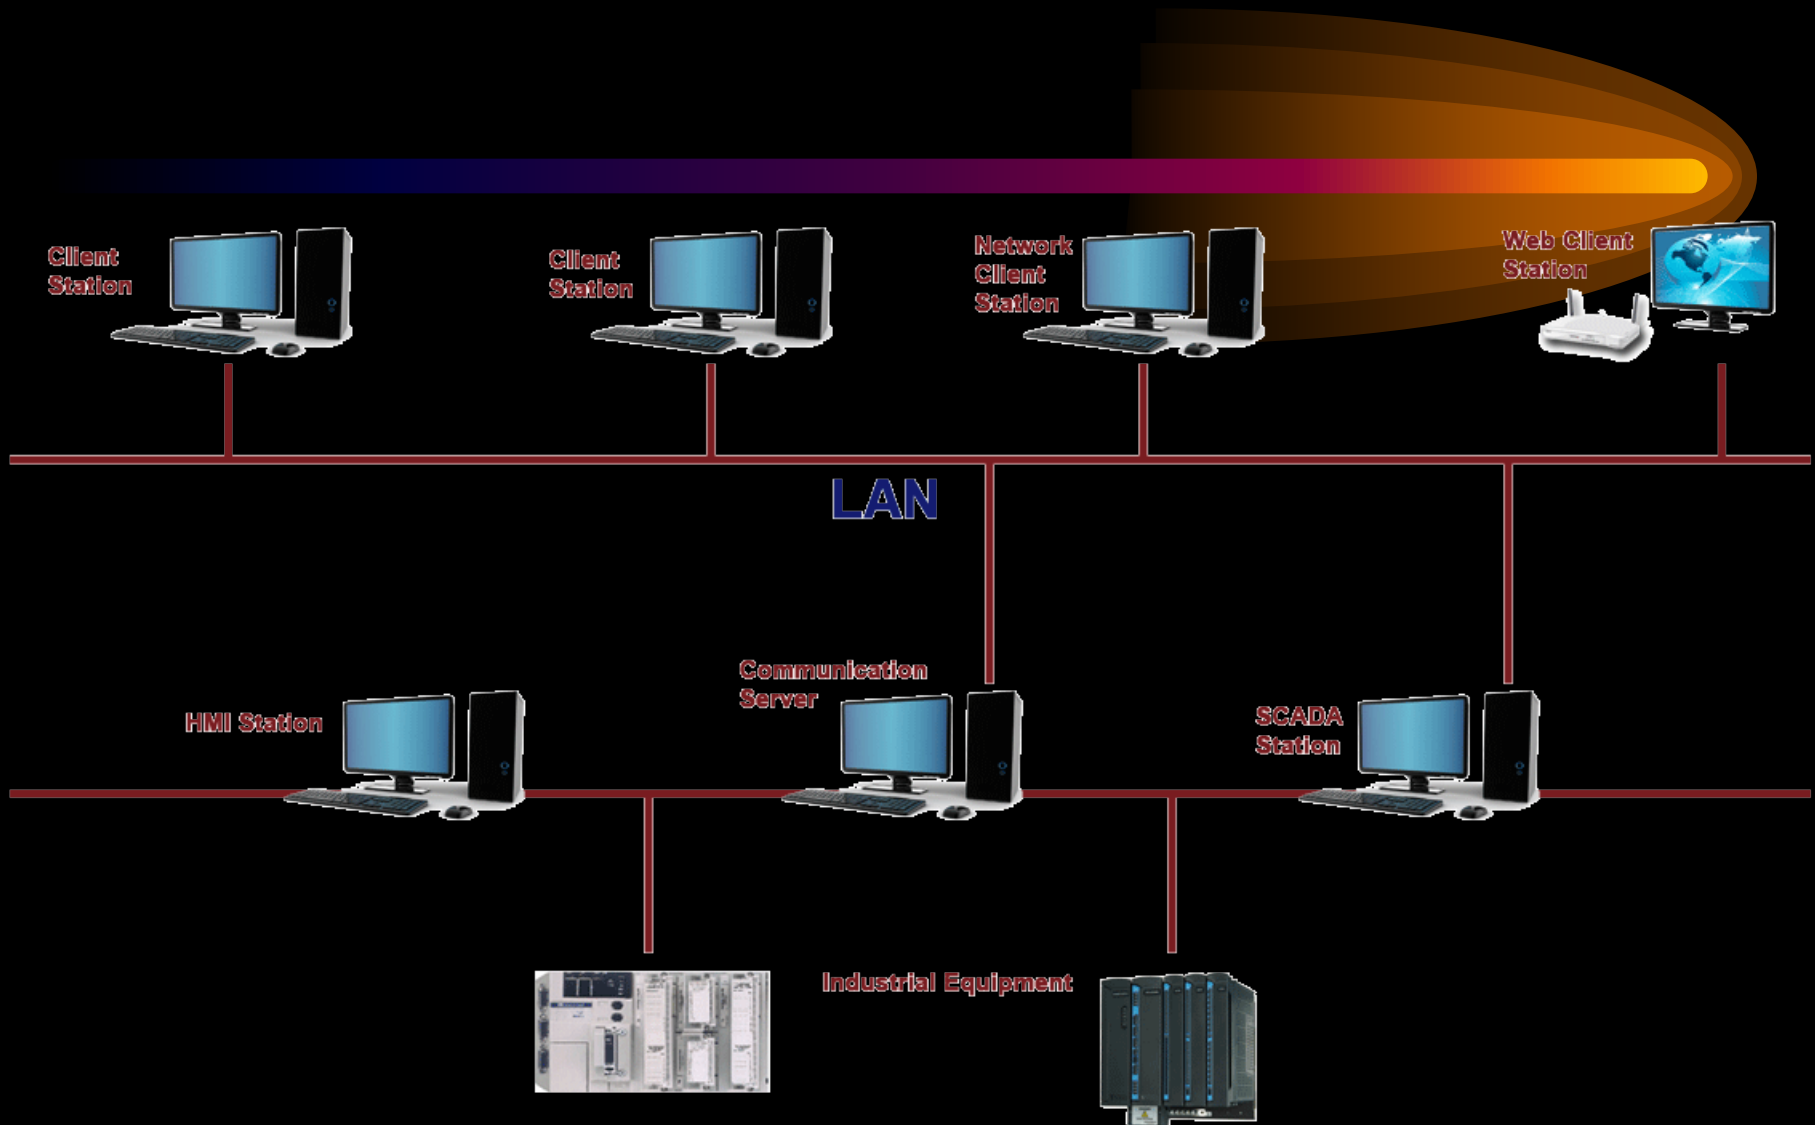 Client
Station
Client
Station
Network
Client
Station
Web Client
Station
LAN
HMI Station
Communication
Server
SCADA
Station
Industrial Equipment